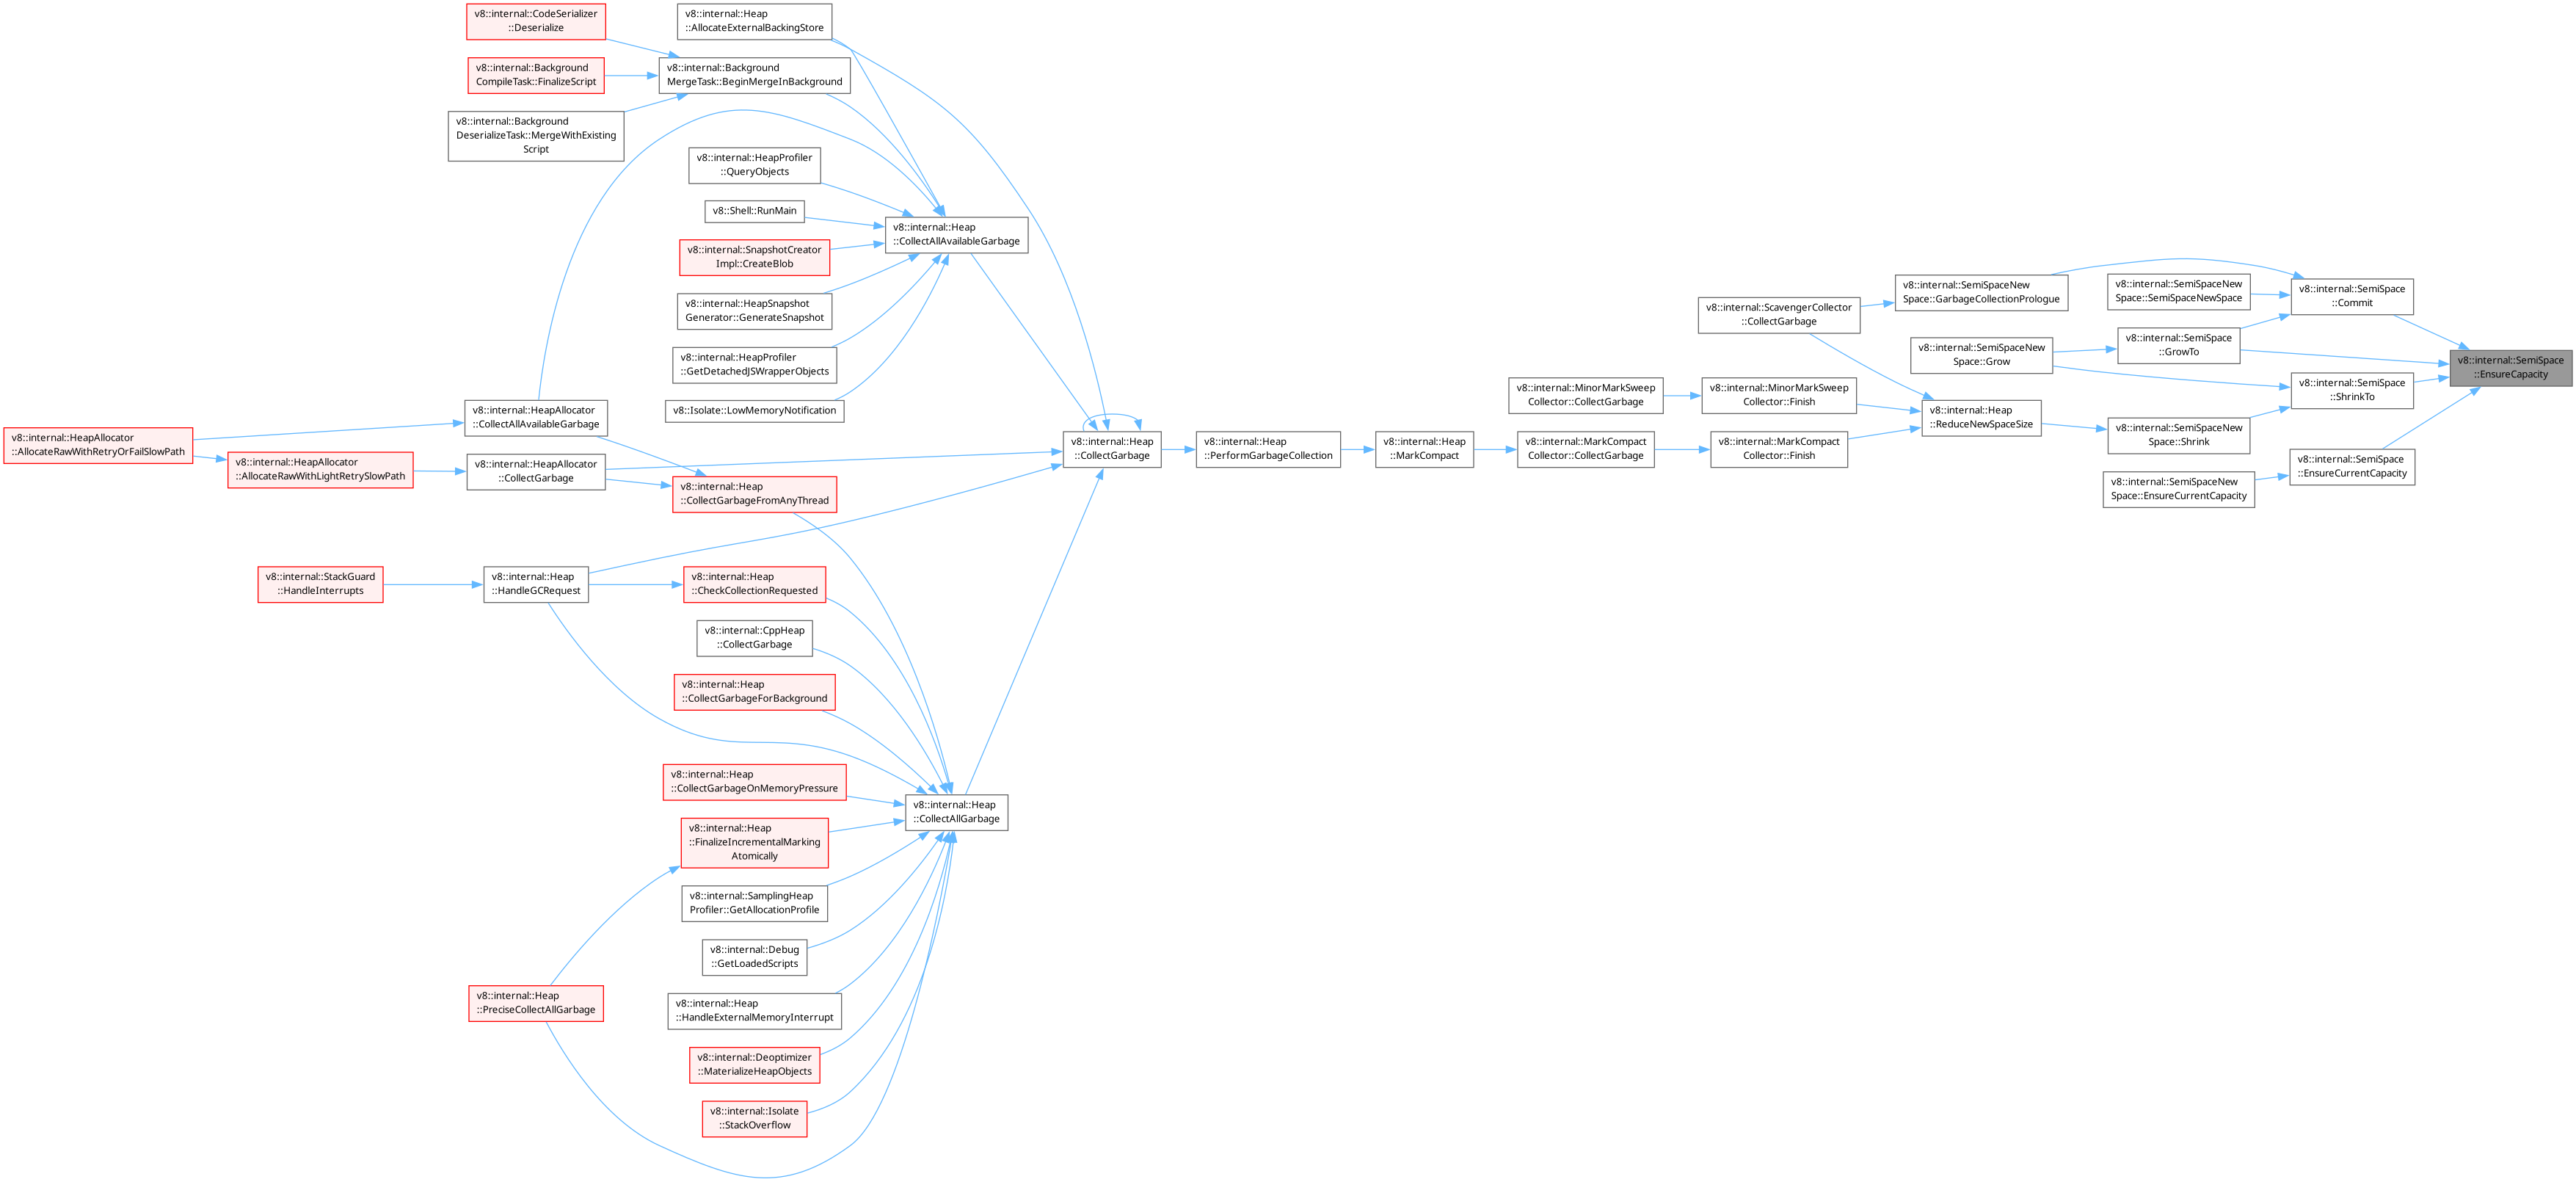 v8::internal::CodeSerializer
::Deserialize
v8::internal::Background
CompileTask::FinalizeScript
v8::internal::Background
DeserializeTask::MergeWithExisting
Script
v8::internal::Heap
::AllocateExternalBackingStore
v8::internal::Background
MergeTask::BeginMergeInBackground
v8::internal::HeapProfiler
::QueryObjects
v8::Shell::RunMain
v8::internal::SnapshotCreator
Impl::CreateBlob
v8::internal::HeapSnapshot
Generator::GenerateSnapshot
v8::internal::HeapProfiler
::GetDetachedJSWrapperObjects
v8::Isolate::LowMemoryNotification
v8::internal::Heap
::CollectAllAvailableGarbage
v8::internal::HeapAllocator
::AllocateRawWithRetryOrFailSlowPath
v8::internal::HeapAllocator
::AllocateRawWithLightRetrySlowPath
v8::internal::HeapAllocator
::CollectAllAvailableGarbage
v8::internal::HeapAllocator
::CollectGarbage
v8::internal::Heap
::CollectGarbageFromAnyThread
v8::internal::StackGuard
::HandleInterrupts
v8::internal::Heap
::HandleGCRequest
v8::internal::Heap
::CheckCollectionRequested
v8::internal::CppHeap
::CollectGarbage
v8::internal::Heap
::CollectGarbageForBackground
v8::internal::Heap
::CollectGarbageOnMemoryPressure
v8::internal::Heap
::FinalizeIncrementalMarking
Atomically
v8::internal::SamplingHeap
Profiler::GetAllocationProfile
v8::internal::Debug
::GetLoadedScripts
v8::internal::Heap
::PreciseCollectAllGarbage
v8::internal::Heap
::HandleExternalMemoryInterrupt
v8::internal::Deoptimizer
::MaterializeHeapObjects
v8::internal::Isolate
::StackOverflow
v8::internal::Heap
::CollectAllGarbage
v8::internal::Heap
::CollectGarbage
v8::internal::Heap
::PerformGarbageCollection
v8::internal::Heap
::MarkCompact
v8::internal::MinorMarkSweep
Collector::CollectGarbage
v8::internal::MarkCompact
Collector::CollectGarbage
v8::internal::ScavengerCollector
::CollectGarbage
v8::internal::MinorMarkSweep
Collector::Finish
v8::internal::MarkCompact
Collector::Finish
v8::internal::SemiSpaceNew
Space::GarbageCollectionPrologue
v8::internal::SemiSpaceNew
Space::Grow
v8::internal::Heap
::ReduceNewSpaceSize
v8::internal::SemiSpaceNew
Space::SemiSpaceNewSpace
v8::internal::SemiSpace
::GrowTo
v8::internal::SemiSpaceNew
Space::Shrink
v8::internal::SemiSpaceNew
Space::EnsureCurrentCapacity
v8::internal::SemiSpace
::Commit
v8::internal::SemiSpace
::ShrinkTo
v8::internal::SemiSpace
::EnsureCurrentCapacity
v8::internal::SemiSpace
::EnsureCapacity